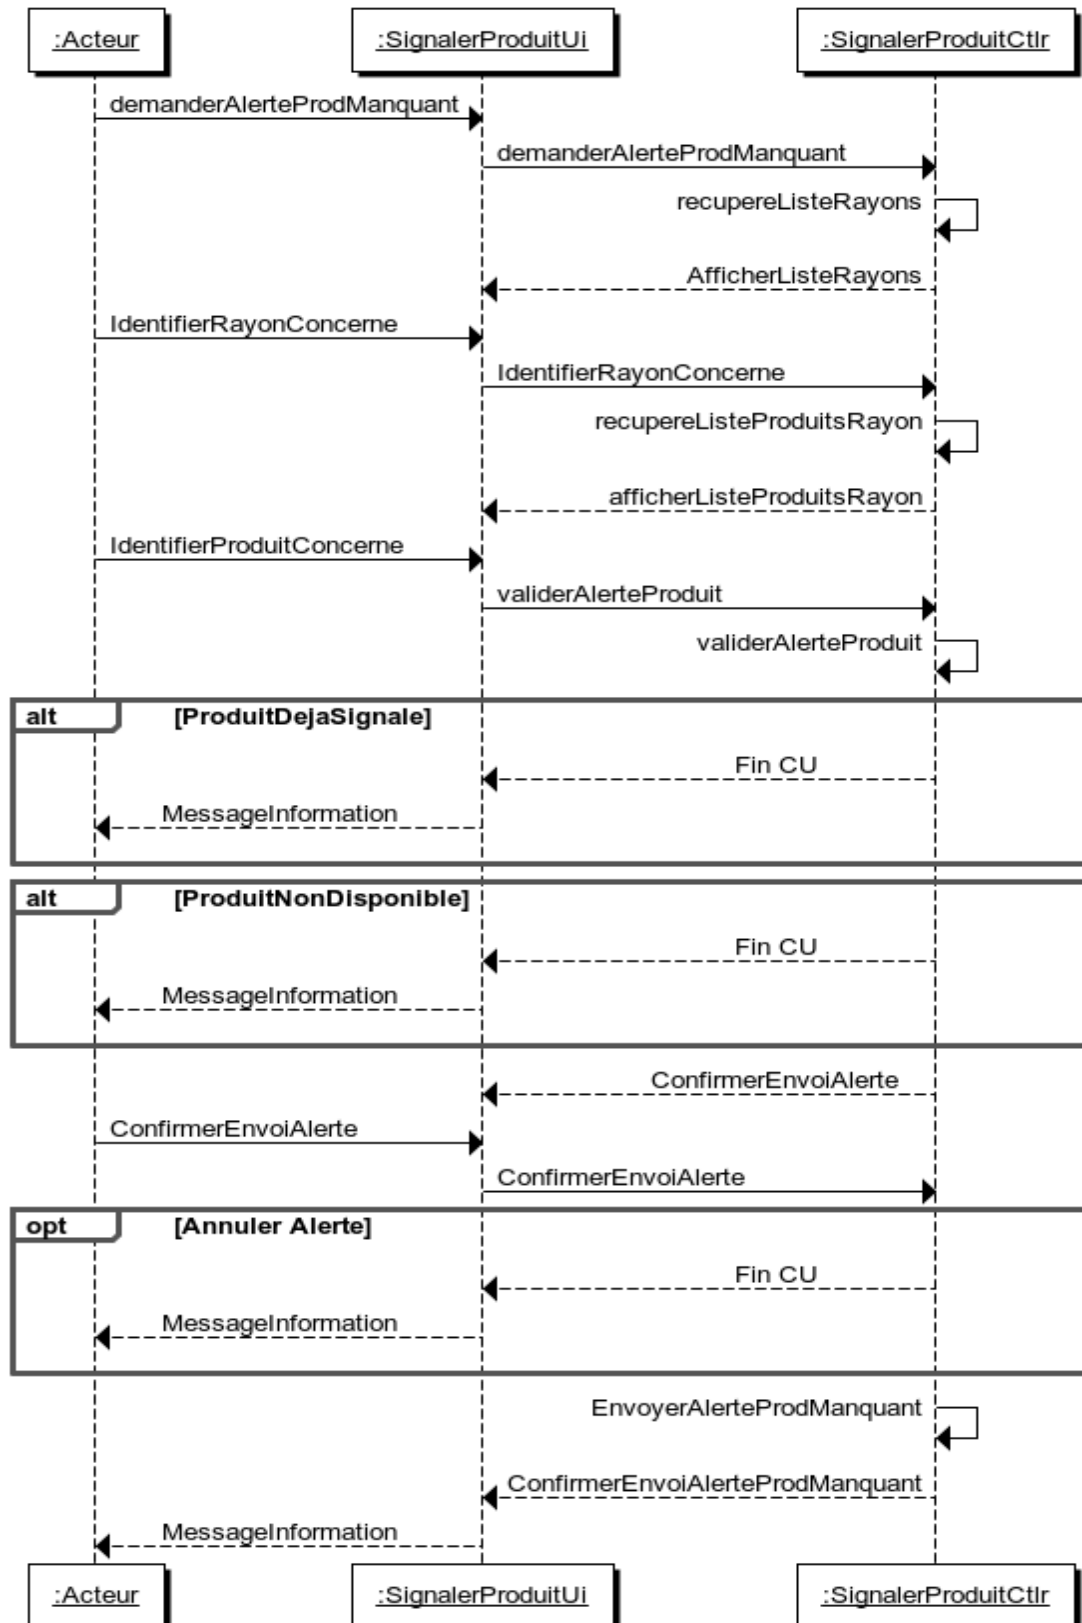 :Acteur :SignalerProduitUi :SignalerProduitCtlr
demanderAlerteProdManquant
demanderAlerteProdManquant
recupereListeRayons
AfficherListeRayons
IdentifierRayonConcerne
IdentifierRayonConcerne
recupereListeProduitsRayon
afficherListeProduitsRayon
IdentifierProduitConcerne
validerAlerteProduit
validerAlerteProduit
alt [ProduitDejaSignale]
Fin CU
MessageInformation
alt [ProduitNonDisponible]
Fin CU
MessageInformation
ConfirmerEnvoiAlerte
ConfirmerEnvoiAlerte
ConfirmerEnvoiAlerte
opt [Annuler Alerte]
Fin CU
MessageInformation
EnvoyerAlerteProdManquant
ConfirmerEnvoiAlerteProdManquant
MessageInformation
:Acteur :SignalerProduitUi :SignalerProduitCtlr